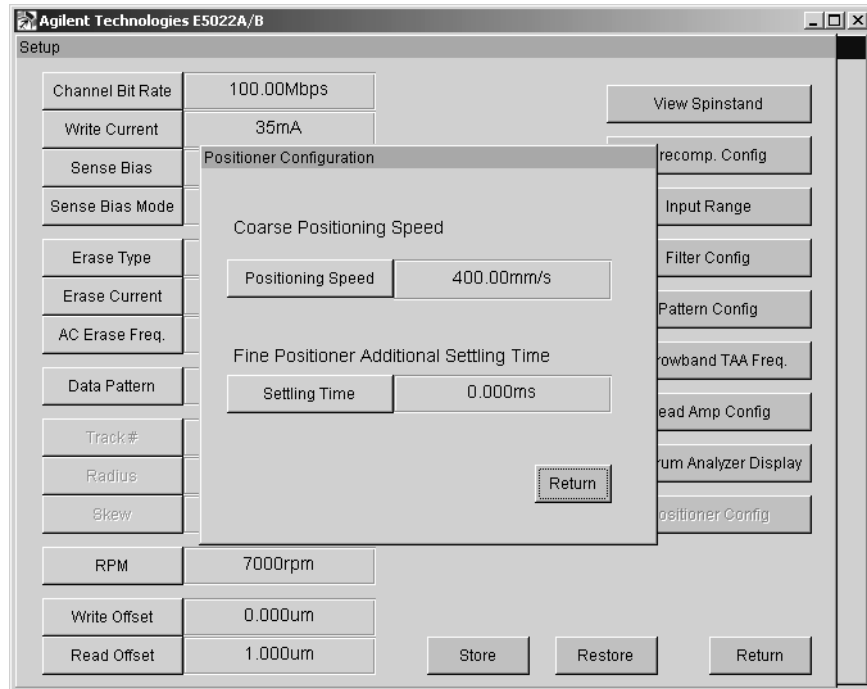 Agilent Technologies E5022A/B
Setup
Channel Bit Rate 100.00Mbps
View Spinstand
Write Current 35mA
Sense Bias
Sense Bias Mode
Erase Type
Erase Current
AC Erase Freq.
Data Pattern
Track #
Radius
Skew
RPM 7000rpm
Write Offset 0.000um
Read Offset 1.000um
Positioner Configuration
Coarse Positioning Speed
Positioning Speed 400.00mm/s
Fine Positioner Additional Settling Time
Settling Time 0.000ms
Return
recomp. Config
Input Range
Filter Config
Pattern Config
rowband TAA Freq.
ead Amp Config
rum Analyzer Display
ositioner Config
Store Restore Return